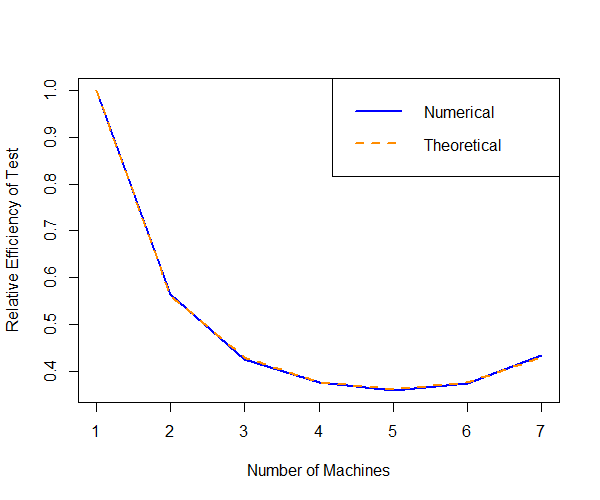 Numerical
Theoretical
Relative Efficiency of Test
1.0
0.9
0.8
0.7
0.6
0.5
0.4
1 2 3 4 5 6 7
Number of Machines